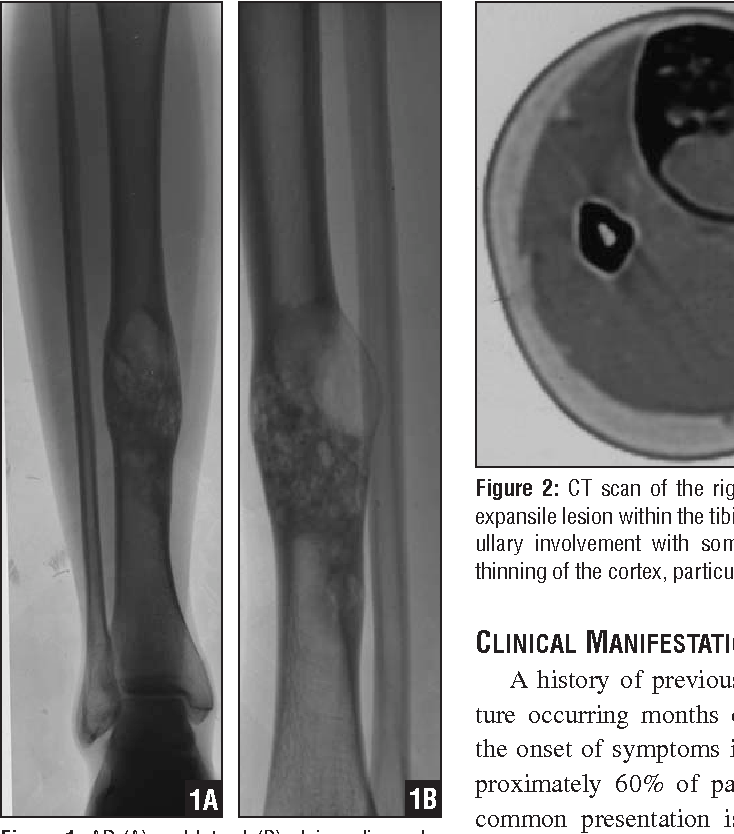 1A
1B
Figure 2: CT scan of the rig
expansile lesion within the tibi
ullary involvement with som
thinning of the cortex, particu
CLINICAL MANIFESTATI
A history of previous
ture occurring months
the onset of symptoms i
proximately 60% of pa
common presentation is